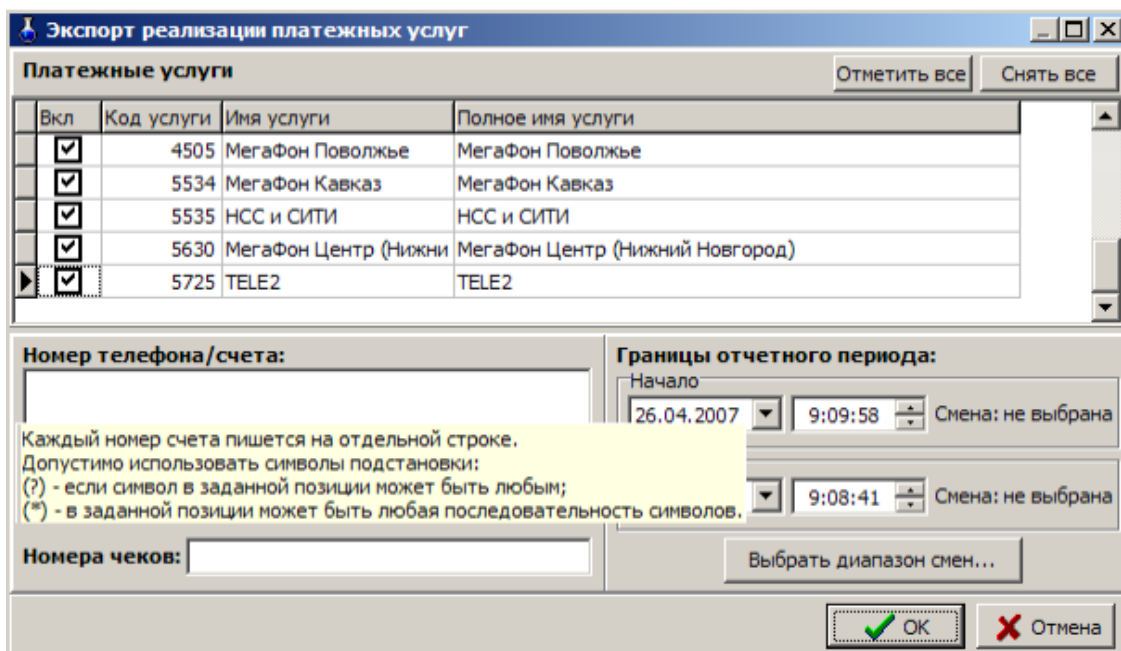 Экспорт реализации платежных услуг
Платежные услуги
Отметить все
Снять все
Вкл Код услуги Имя услуги Полное имя услуги
4505 МегаФон Поволжье МегаФон Поволжье
5534 МегаФон Кавказ МегаФон Кавказ
5535 НСС и СИТИ НСС и СИТИ
5630 МегаФон Центр (Нижни МегаФон Центр (Нижний Новгород)
5725 TELE2 TELE2
Номер телефона/счета:
Каждый номер счета пишется на отдельной строке.
Допустимо использовать символы подстановки:
(?) - если символ в заданной позиции может быть любым;
(*) - в заданной позиции может быть любая последовательность символов.
Номера чеков:
Границы отчетного периода:
Начало
26.04.2007 9:09:58 Смена: не выбрана
9:08:41 Смена: не выбрана
Выбрать диапазон смен...
OK
Отмена